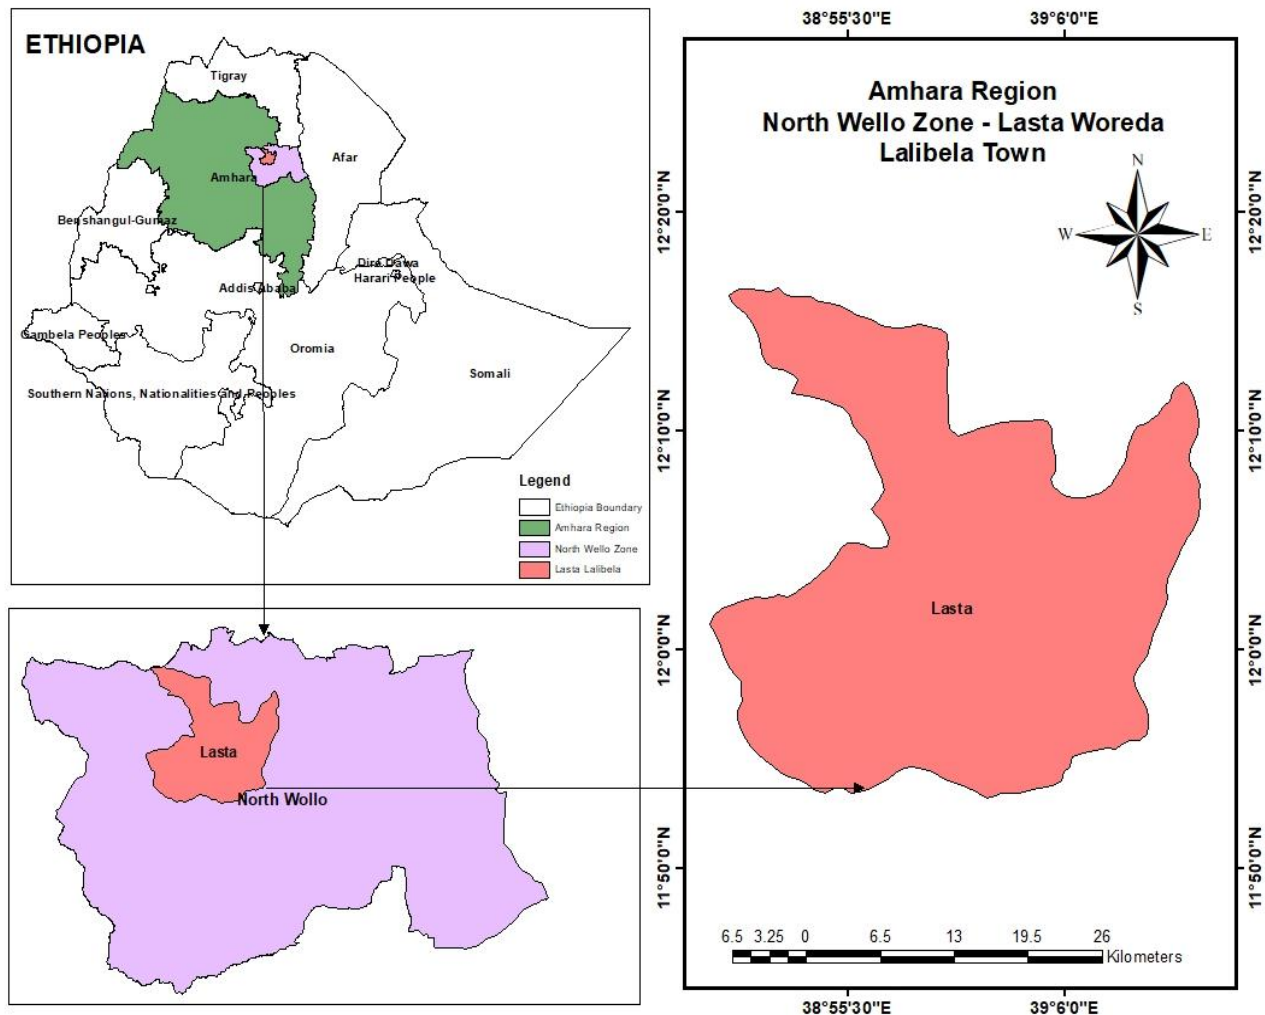 ETHIOPIA
Tigray
Afar
Amhara
Benshangul-Gumaz
Dire Dawa
Harari People
Addis Ababa
Gambela Peoples
Oromia
Somali
Southern Nations, Nationalities and Peoples
Legend
Ethiopia Boundary
Amhara Region
North Wello Zone
Lasta Lalibela
Lasta
North Wollo
38°55'30"E 39°6'0"E
Amhara Region
North Wello Zone - Lasta Woreda
Lalibela Town
N
W E
S
12°20'0"N 12°20'0"N
12°10'0"N 12°10'0"N
Lasta
12°0'0"N 12°0'0"N
11°50'0"N 11°50'0"N
6.5 3.25 0 6.5 13 19.5 26
Kilometers
38°55'30"E 39°6'0"E